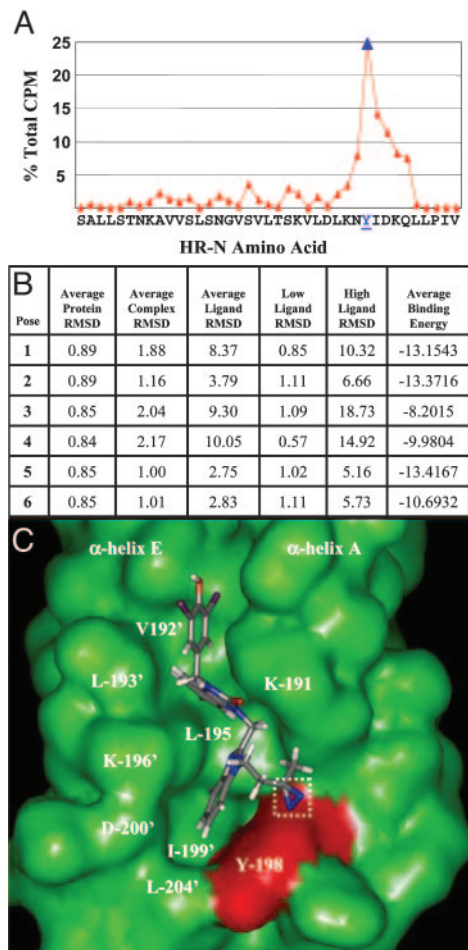 A
% Total CPM
25
20
15
10
5
SALLSTNKAVVSLSNGVSVLTSKVLDLKNYIDKQLLPIV
HR-N Amino Acid
B
Pose Average Protein RMSD Average Complex RMSD Average Ligand RMSD Low Ligand RMSD High Ligand RMSD Average Binding Energy
1 0.89 1.88 8.37 0.85 10.32 -13.1543
2 0.89 1.16 3.79 1.11 6.66 -13.3716
3 0.85 2.04 9.30 1.09 18.73 -8.2015
4 0.84 2.17 10.05 0.57 14.92 -9.9804
5 0.85 1.00 2.75 1.02 5.16 -13.4167
6 0.85 1.01 2.83 1.11 5.73 -10.6932
C
α-helix E α-helix A
V192'
L-193' K-191
L-195
K-196'
D-200'
I-199'
Y-198
L-204'